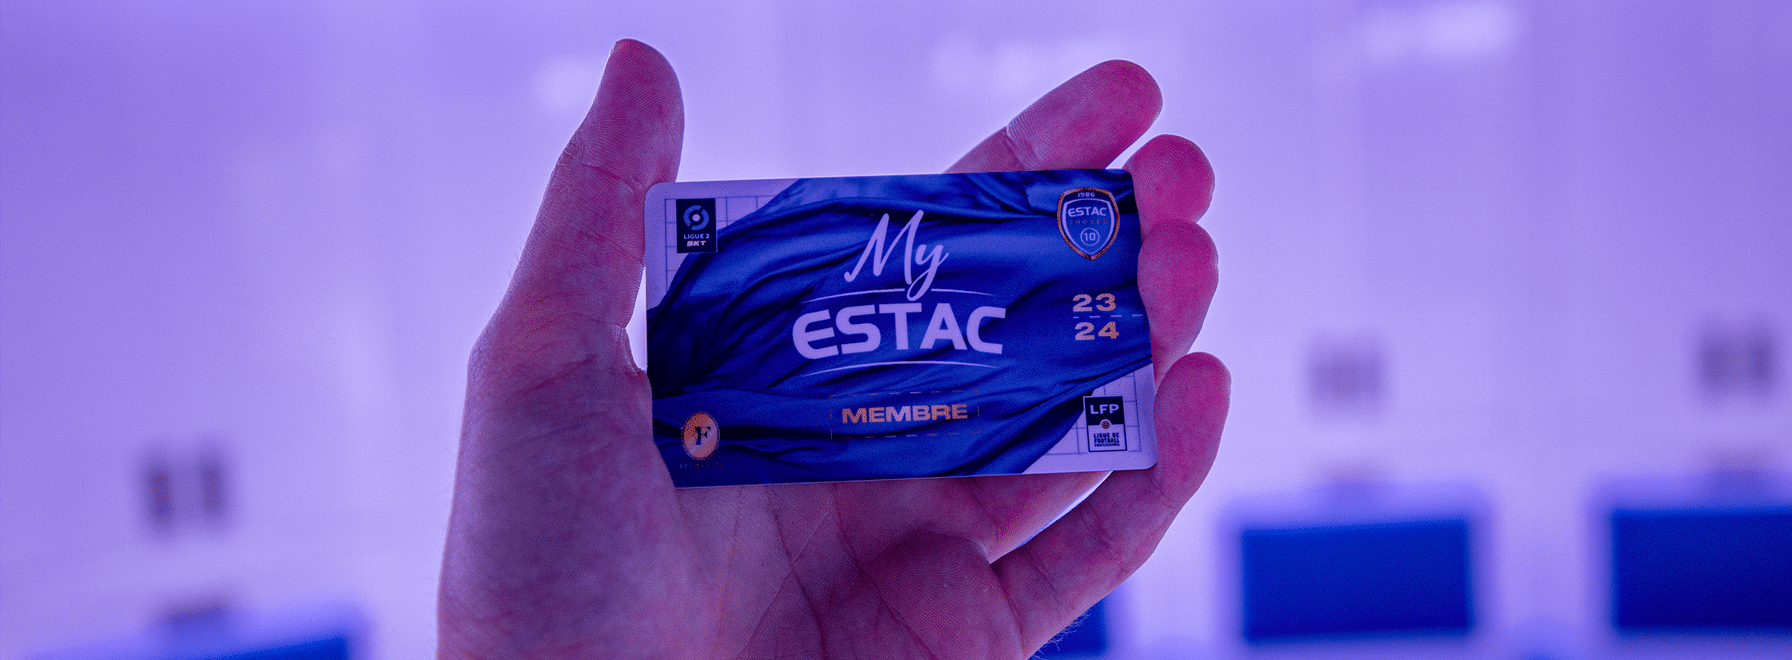 LIGUE 2
BKT
My
ESTAC
1986
ESTAC
TROYES
10
23
24
MEMBRE
F
LFP
LIGUE DE
FOOTBALL
PROFESSIONNEL